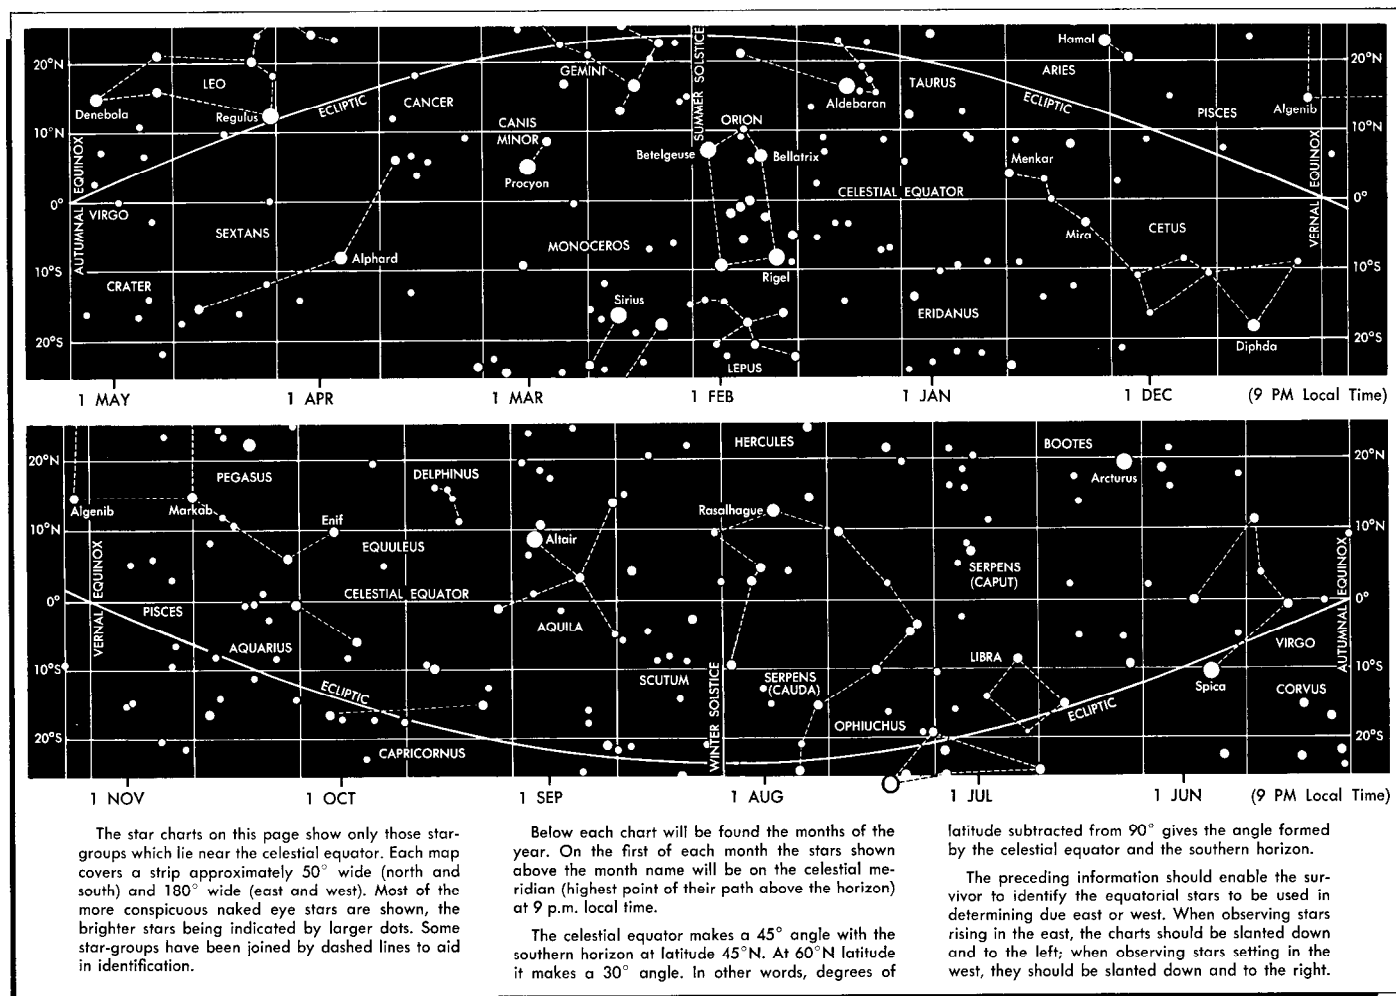 20°N
LEO
Denebola
Regulus
ECLIPTIC
CANCER
GEMINI
SUMMER SOLSTICE
Aldebaran
TAURUS
Hamal
ARIES
ECLIPTIC
PISCES
Algenib
20°N
10°N
AUTUMNAL EQUINOX
CANIS
MINOR
Procyon
ORION
Betelgeuse
Bellatrix
Menkar
VERNAL EQUINOX
10°N
0°
VIRGO
SEXTANS
Alphard
MONOCEROS
CELESTIAL EQUATOR
Rigel
Mira
CETUS
0°
10°S
CRATER
Sirius
LEPUS
ERIDANUS
Diphda
10°S
20°S
20°S
1 MAY
1 APR
1 MAR
1 FEB
1 JAN
1 DEC
(9 PM Local Time)
20°N
PEGASUS
DELPHINUS
HERCULES
BOOTES
Arcturus
20°N
Algenib
Markab
Enif
EQUULEUS
Altair
Rasalhague
SERPENS
(CAPUT)
10°N
10°N
VERNAL EQUINOX
AUTUMNAL EQUINOX
0°
PISCES
CELESTIAL EQUATOR
AQUILA
0°
AQUARIUS
SCUTUM
SERPENS
(CAUDA)
LIBRA
VIRGO
10°S
ECLIPTIC
WINTER SOLSTICE
OPHIUCHUS
ECLIPTIC
Spica
CORVUS
10°S
20°S
CAPRICORNUS
20°S
1 NOV
1 OCT
1 SEP
1 AUG
1 JUL
1 JUN
(9 PM Local Time)
The star charts on this page show only those star-
groups which lie near the celestial equator. Each map
covers a strip approximately 50° wide (north and
south) and 180° wide (east and west). Most of the
more conspicuous naked eye stars are shown, the
brighter stars being indicated by larger dots. Some
star-groups have been joined by dashed lines to aid
in identification.
Below each chart will be found the months of the
year. On the first of each month the stars shown
above the month name will be on the celestial me-
ridian (highest point of their path above the horizon)
at 9 p.m. local time.
The celestial equator makes a 45° angle with the
southern horizon at latitude 45°N. At 60°N latitude
it makes a 30° angle. In other words, degrees of
latitude subtracted from 90° gives the angle formed
by the celestial equator and the southern horizon.
The preceding information should enable the sur-
vivor to identify the equatorial stars to be used in
determining due east or west. When observing stars
rising in the east, the charts should be slanted down
and to the left; when observing stars setting in the
west, they should be slanted down and to the right.